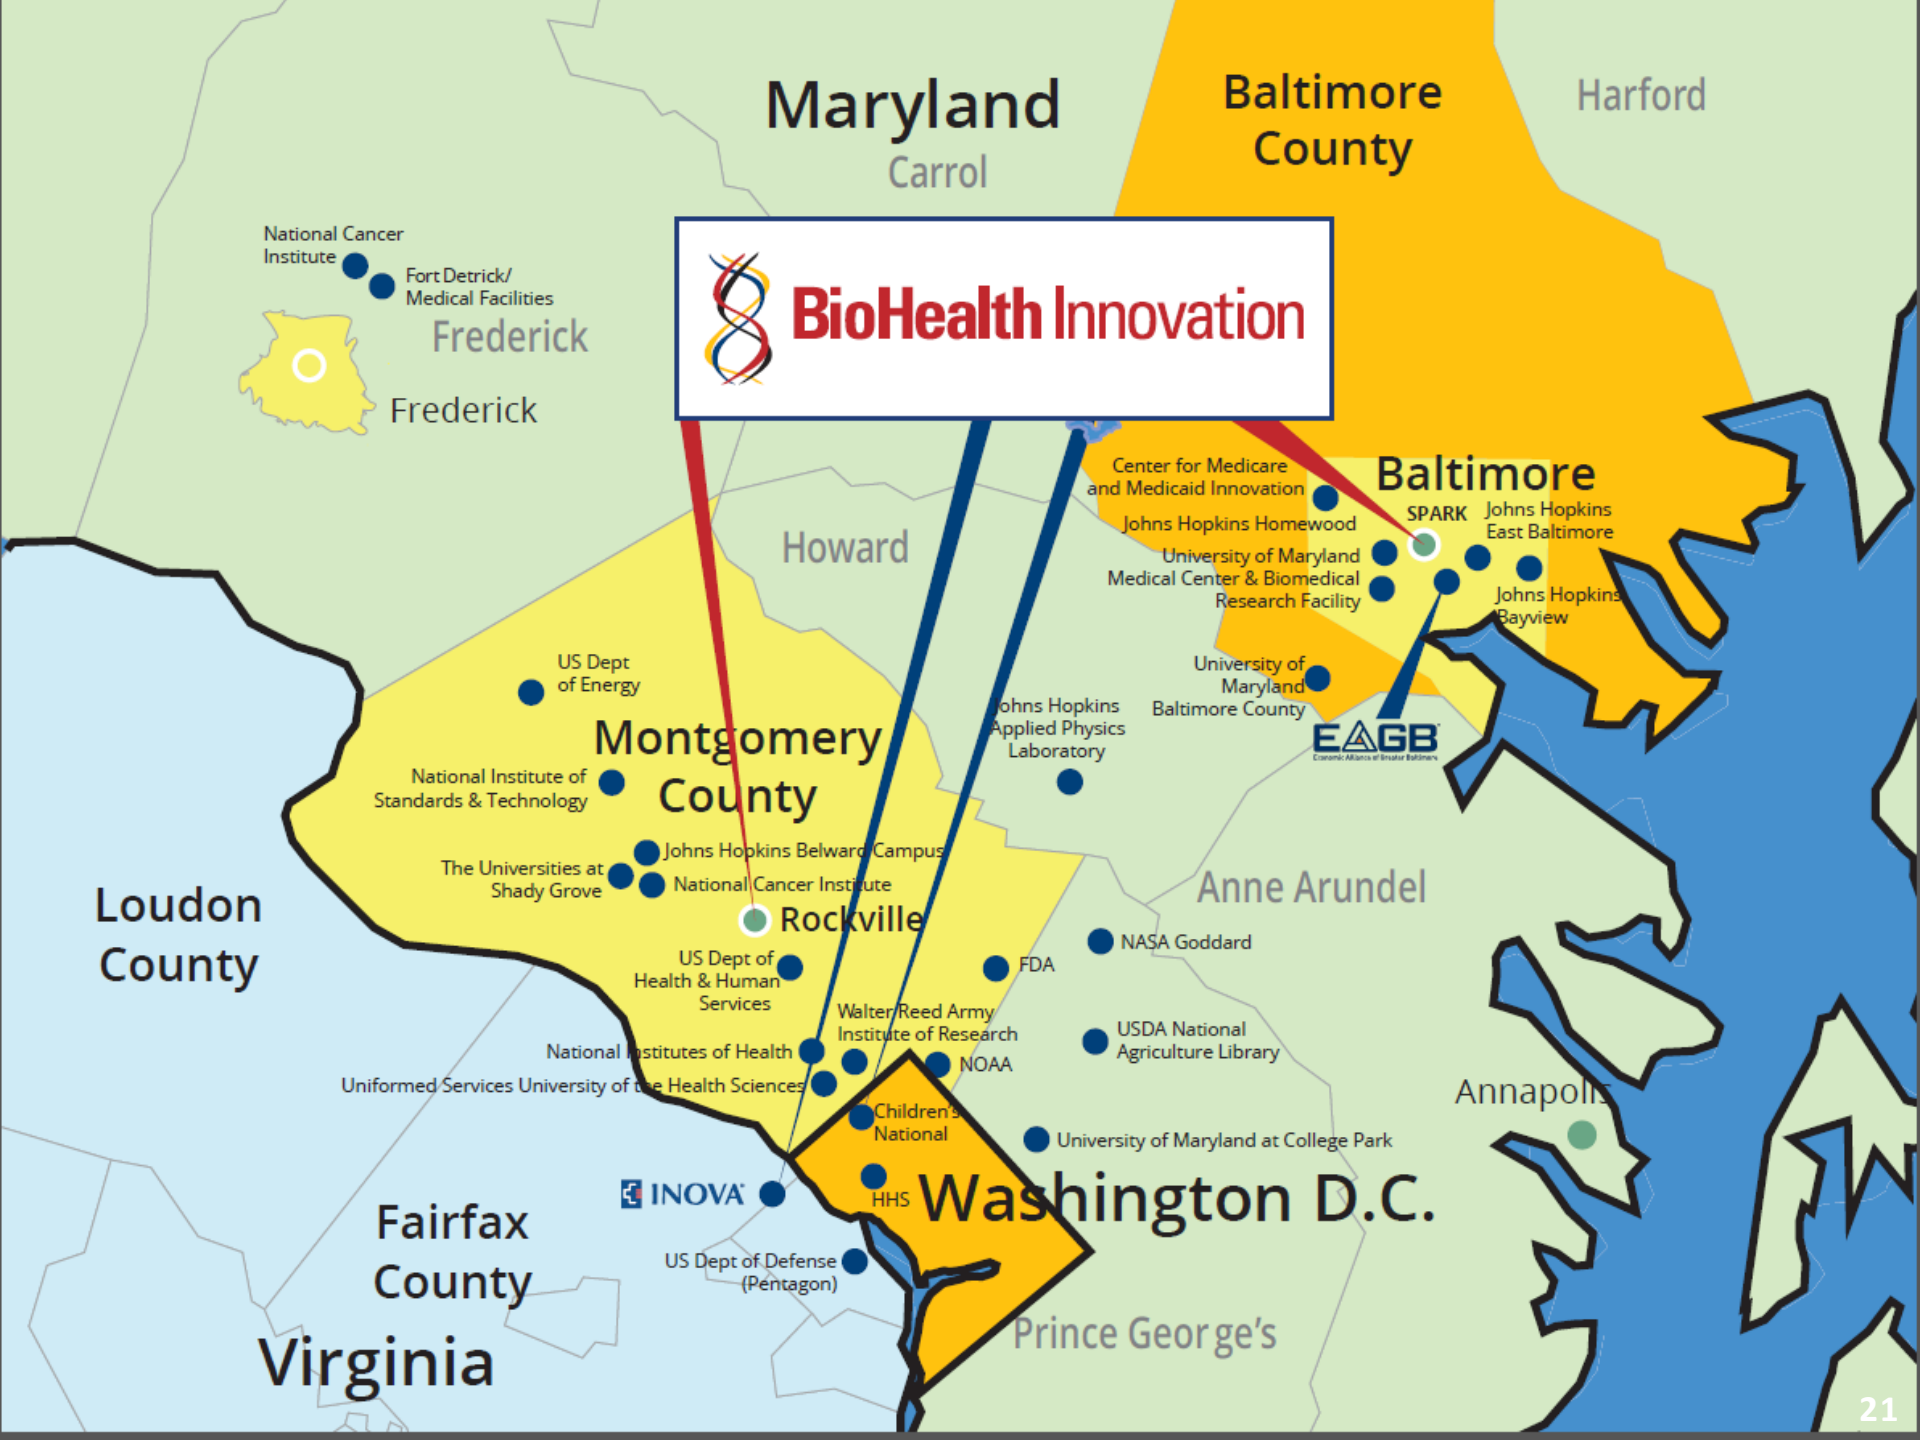 Maryland
Carrol
Baltimore
County
Harford
National Cancer
Institute
Fort Detrick/
Medical Facilities
Frederick
Frederick
BioHealth Innovation
Center for Medicare
and Medicaid Innovation
Baltimore
SPARK
Johns Hopkins
East Baltimore
Johns Hopkins Homewood
University of Maryland
Medical Center & Biomedical
Research Facility
Johns Hopkins
Bayview
Howard
University of
Maryland
Baltimore County
EAGB
Economic Alliance of Greater Baltimore
Johns Hopkins
Applied Physics
Laboratory
US Dept
of Energy
Montgomery
County
National Institute of
Standards & Technology
Johns Hopkins Belward Campus
The Universities at
Shady Grove
National Cancer Institute
Rockville
Loudon
County
Anne Arundel
US Dept of
Health & Human
Services
FDA
NASA Goddard
Walter Reed Army
Institute of Research
USDA National
Agriculture Library
National Institutes of Health
NOAA
Uniformed Services University of the Health Sciences
Annapolis
Children's
National
University of Maryland at College Park
INOVA
HHS
Washington D.C.
Fairfax
County
US Dept of Defense
(Pentagon)
Virginia
Prince George's
21